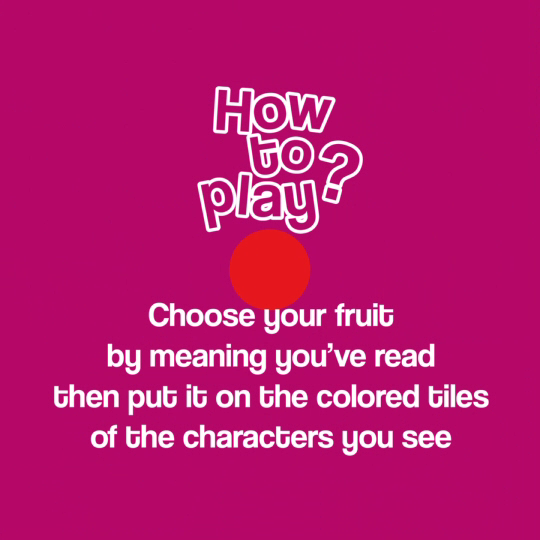 How
to
play?
Choose your fruit
by meaning you've read
then put it on the colored tiles
of the characters you see